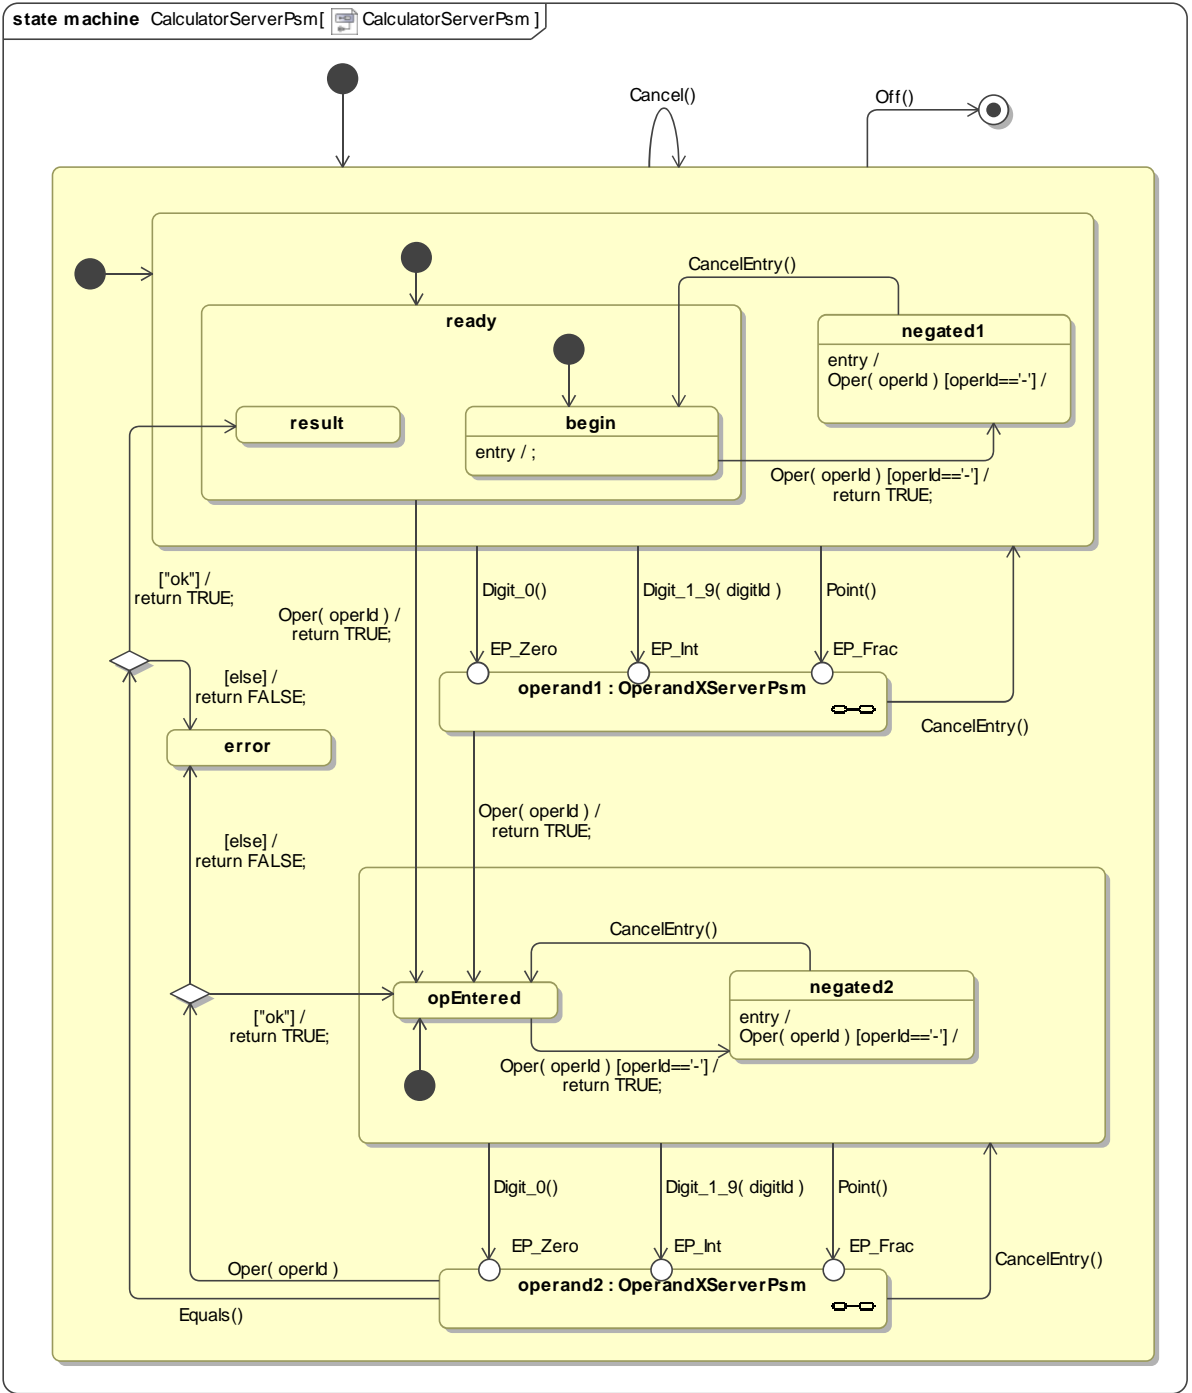 state machine CalculatorServerPsm[ CalculatorServerPsm ]
Cancel()
Off()
CancelEntry()
ready
negated1
entry /
Oper( operId ) [operId=='-'] /
result
begin
entry / ;
Oper( operId ) [operId=='-'] /
return TRUE;
["ok"] /
return TRUE;
Oper( operId ) /
return TRUE;
Digit_0()
Digit_1_9( digitId )
Point()
EP_Zero
EP_Int
EP_Frac
[else] /
return FALSE;
operand1 : OperandXServerPsm
CancelEntry()
error
Oper( operId ) /
return TRUE;
[else] /
return FALSE;
CancelEntry()
opEntered
negated2
entry /
Oper( operId ) [operId=='-'] /
["ok"] /
return TRUE;
Oper( operId ) [operId=='-'] /
return TRUE;
Digit_0()
Digit_1_9( digitId )
Point()
EP_Zero
EP_Int
EP_Frac
CancelEntry()
Oper( operId )
operand2 : OperandXServerPsm
Equals()